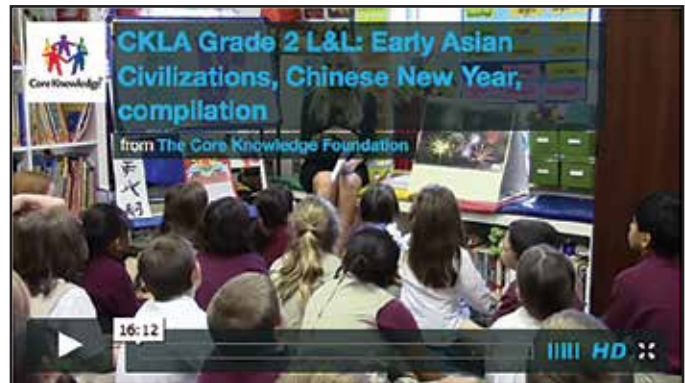 CKLA Grade 2 L&L: Early Asian
Civilizations, Chinese New Year,
compilation
Core Knowledge®
from The Core Knowledge Foundation
16:12
HD